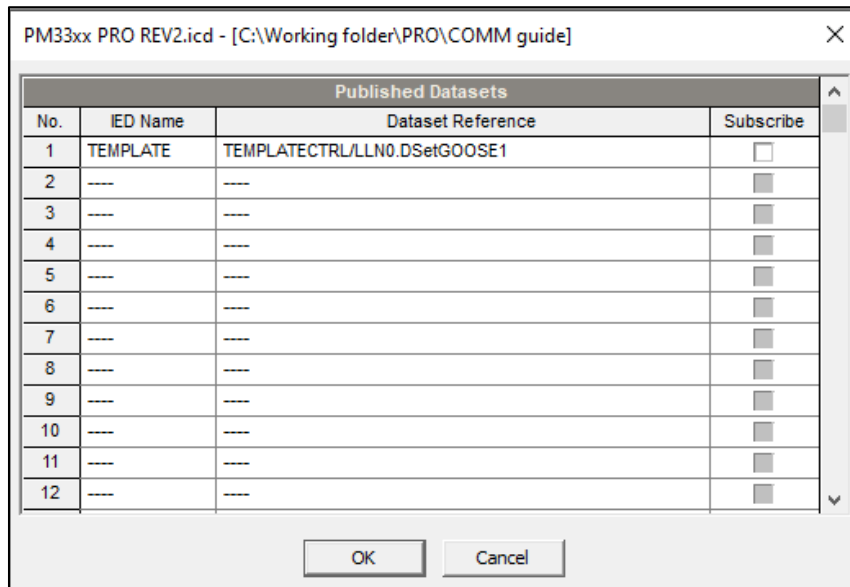 PM33xx PRO REV2.icd - [C:\Working folder\PRO\COMM guide]
Published Datasets
No. IED Name Dataset Reference Subscribe
1 TEMPLATE TEMPLATECTRL/LLN0.DSetGOOSE1
2 ---- ----
3 ---- ----
4 ---- ----
5 ---- ----
6 ---- ----
7 ---- ----
8 ---- ----
9 ---- ----
10 ---- ----
11 ---- ----
12 ---- ----
OK Cancel